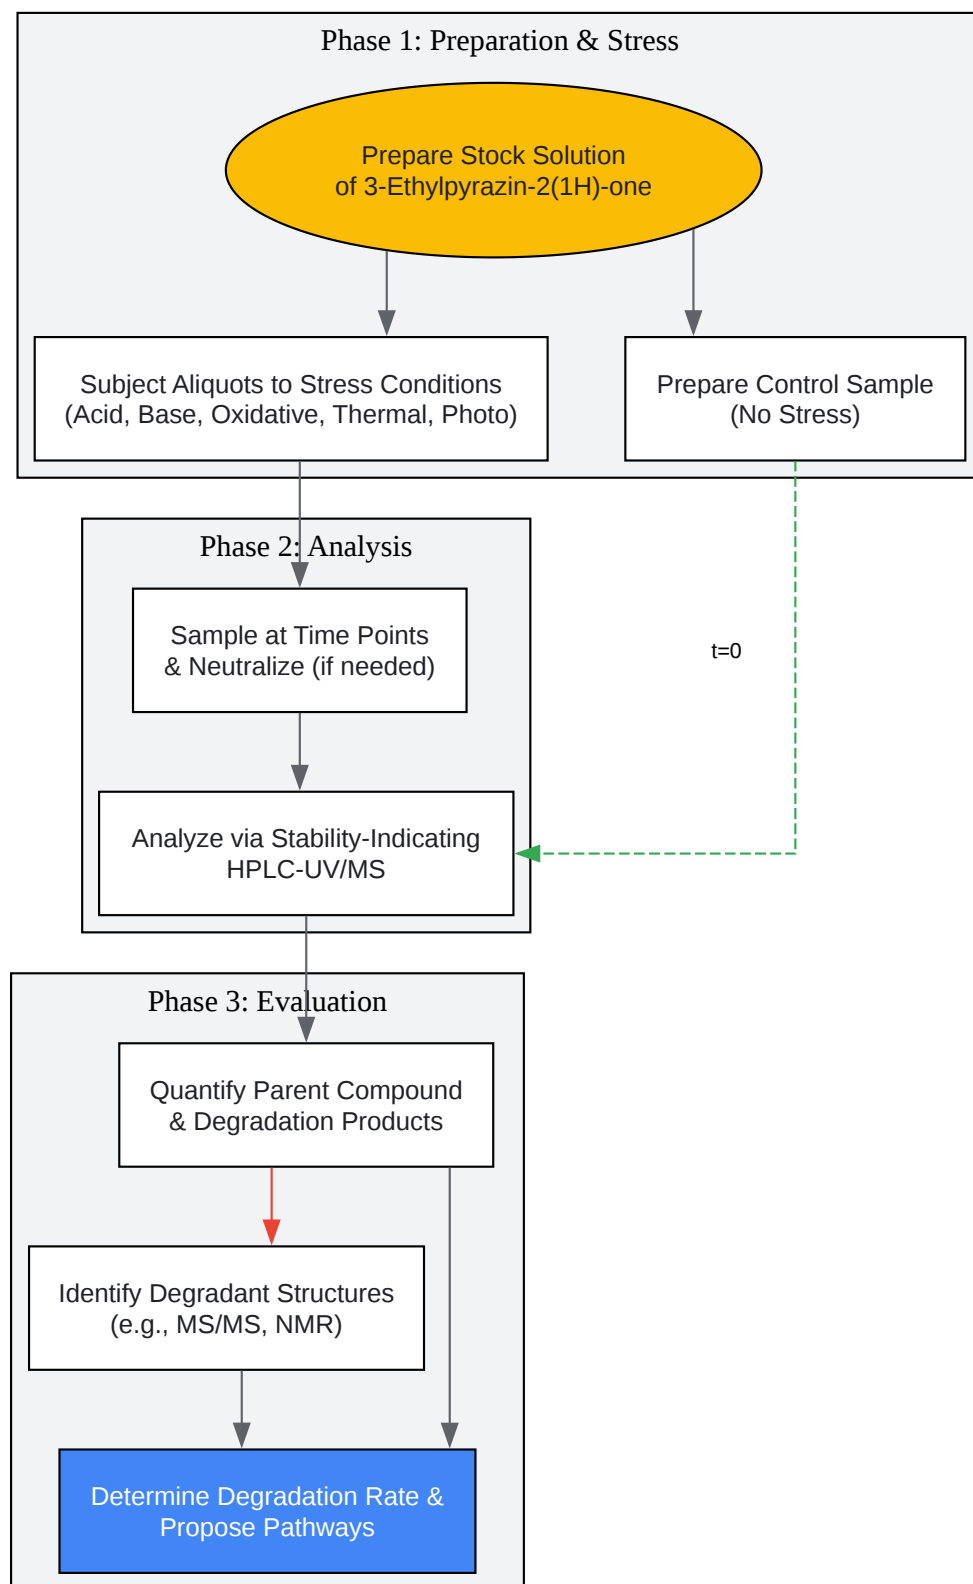 Phase 1: Preparation & Stress
Prepare Stock Solution
of 3-Ethylpyrazin-2(1H)-one
Subject Aliquots to Stress Conditions
(Acid, Base, Oxidative, Thermal, Photo)
Prepare Control Sample
(No Stress)
Phase 2: Analysis
Sample at Time Points
& Neutralize (if needed)
t=0
Analyze via Stability-Indicating
HPLC-UV/MS
Phase 3: Evaluation
Quantify Parent Compound
& Degradation Products
Identify Degradant Structures
(e.g., MS/MS, NMR)
Determine Degradation Rate &
Propose Pathways